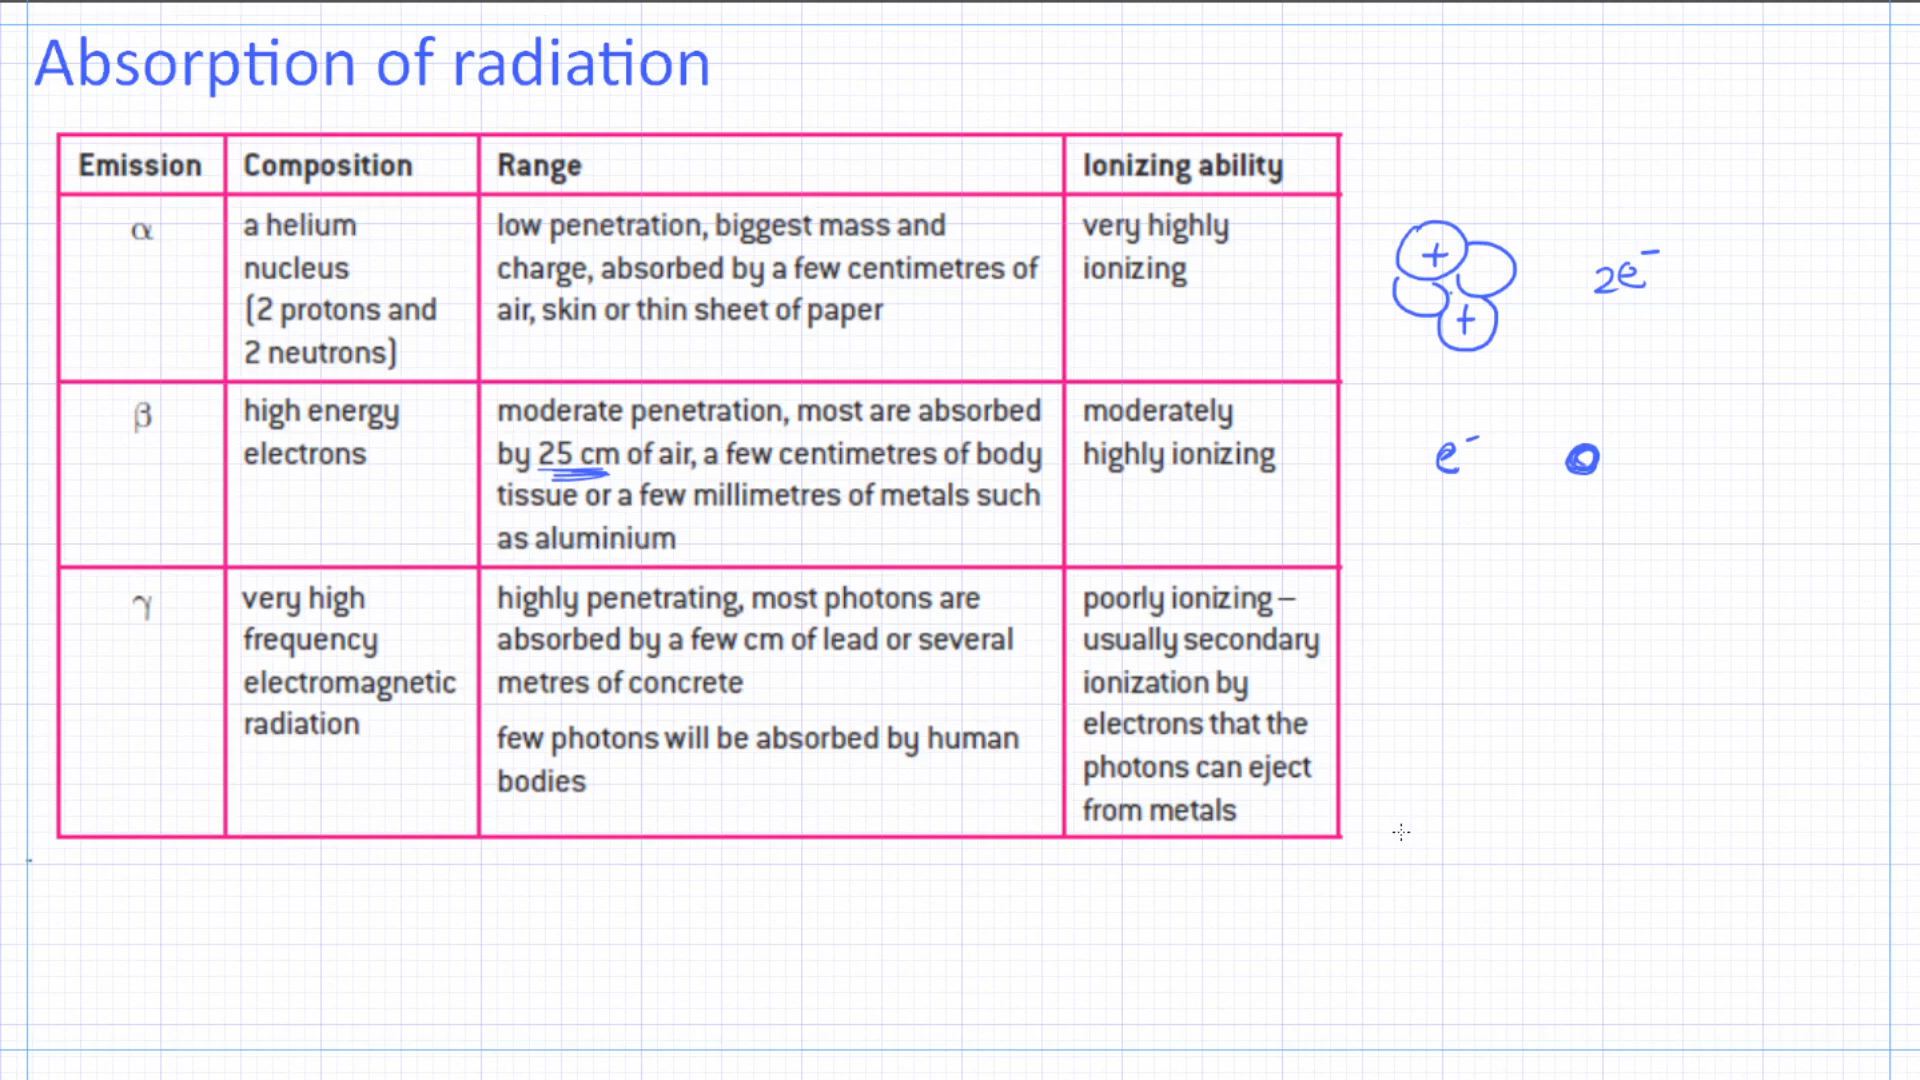 Absorption of radiation
Emission Composition Range Ionizing ability
α
a helium
nucleus
(2 protons and
2 neutrons)
low penetration, biggest mass and
charge, absorbed by a few centimetres of
air, skin or thin sheet of paper
very highly
ionizing
+
+
2e⁻
β
high energy
electrons
moderate penetration, most are absorbed
by 25 cm of air, a few centimetres of body
tissue or a few millimetres of metals such
as aluminium
moderately
highly ionizing
e⁻
γ
very high
frequency
electromagnetic
radiation
highly penetrating, most photons are
absorbed by a few cm of lead or several
metres of concrete
few photons will be absorbed by human
bodies
poorly ionizing –
usually secondary
ionization by
electrons that the
photons can eject
from metals